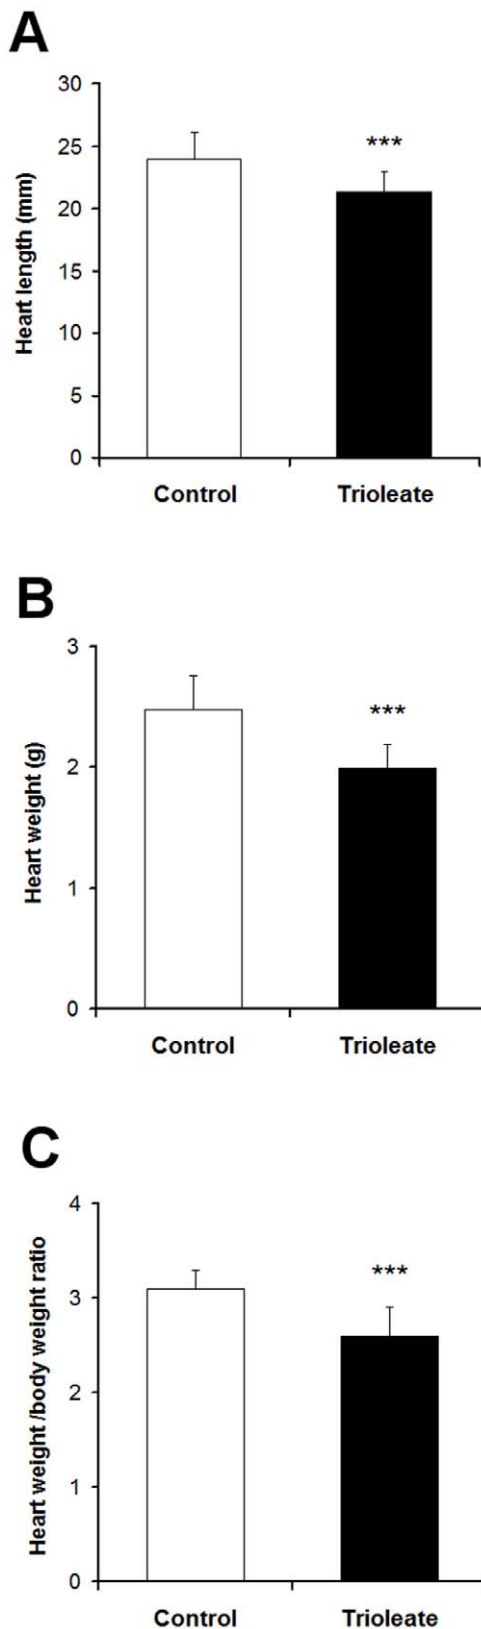 A
30
25
20
15
10
5
0
Heart length (mm)
***
Control Trioleate
B
3
2
1
0
Heart weight (g)
***
Control Trioleate
C
4
3
2
1
0
Heart weight /body weight ratio
***
Control Trioleate